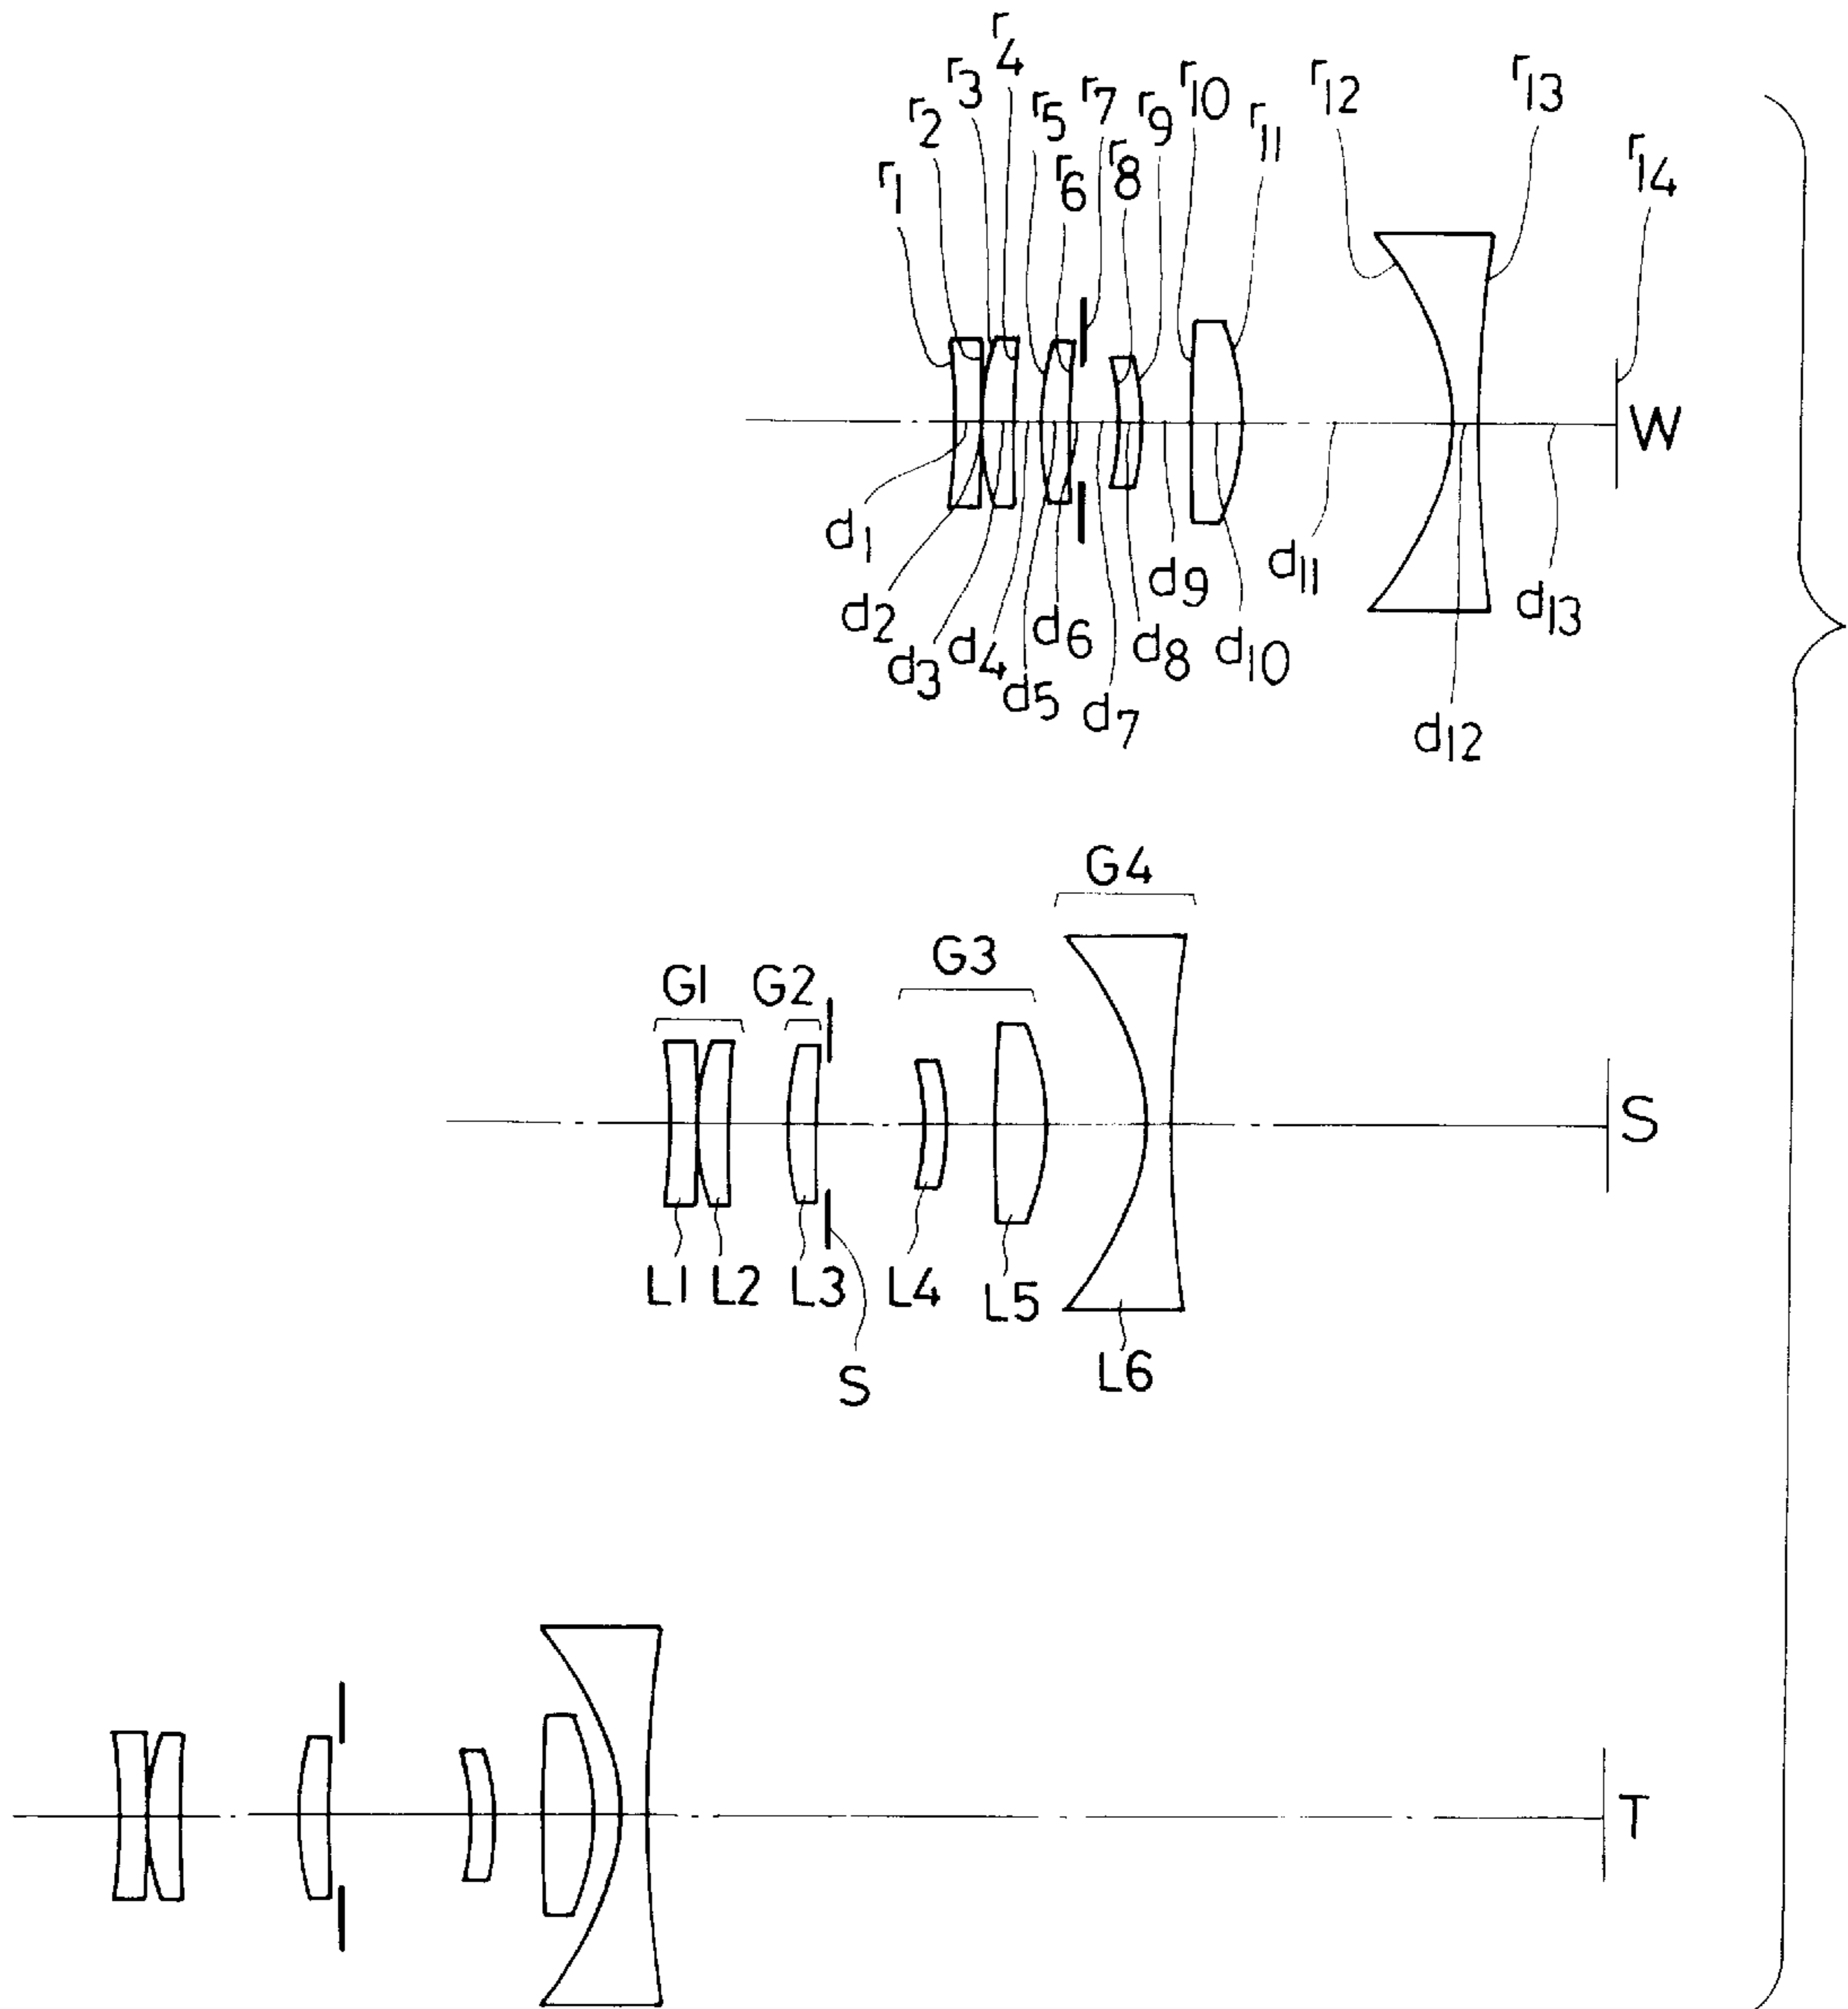 r1 r2 r3 r4 r5 r6 r7 r8 r9 r10 r11 r12 r13 r14
W
d1 d2 d3 d4 d5 d6 d7 d8 d9 d10 d11 d12 d13
G1 G2 G3 G4
S
L1 L2 L3 L4 L5 L6
S
T